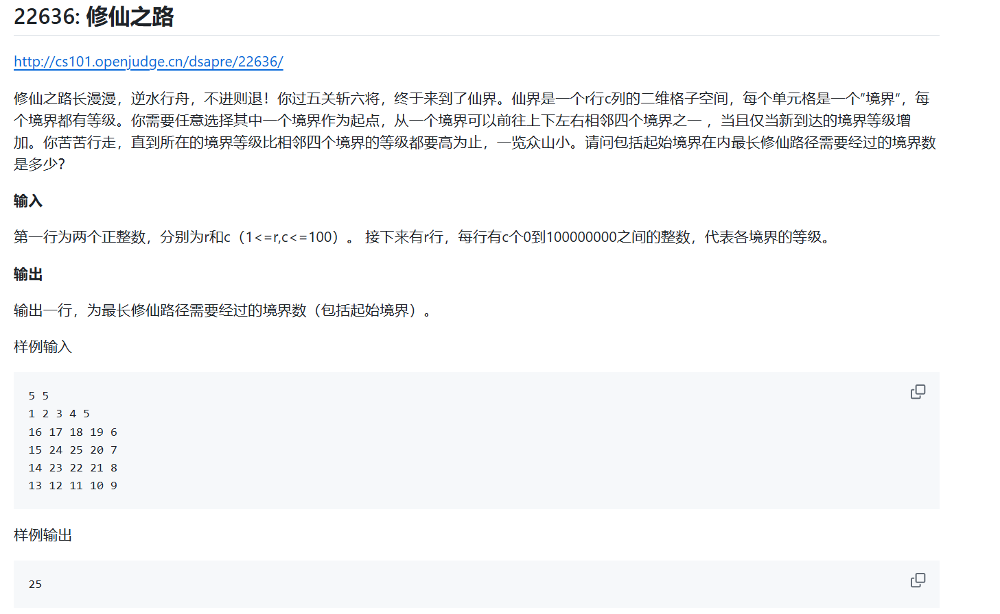 22636: 修仙之路
http://cs101.openjudge.cn/dsapre/22636/
修仙之路长漫漫，逆水行舟，不进则退！你过五关斩六将，终于来到了仙界。仙界是一个r行c列的二维格子空间，每个单元格是一个”境界“，每
个境界都有等级。你需要任意选择其中一个境界作为起点，从一个境界可以前往上下左右相邻四个境界之一 ，当且仅当新到达的境界等级增
加。你苦苦行走，直到所在的境界等级比相邻四个境界的等级都要高为止，一览众山小。请问包括起始境界在内最长修仙路径需要经过的境界数
是多少？
输入
第一行为两个正整数，分别为r和c（1<=r,c<=100）。 接下来有r行，每行有c个0到100000000之间的整数，代表各境界的等级。
输出
输出一行，为最长修仙路径需要经过的境界数（包括起始境界）。
样例输入
5 5
1 2 3 4 5
16 17 18 19 6
15 24 25 20 7
14 23 22 21 8
13 12 11 10 9
样例输出
25